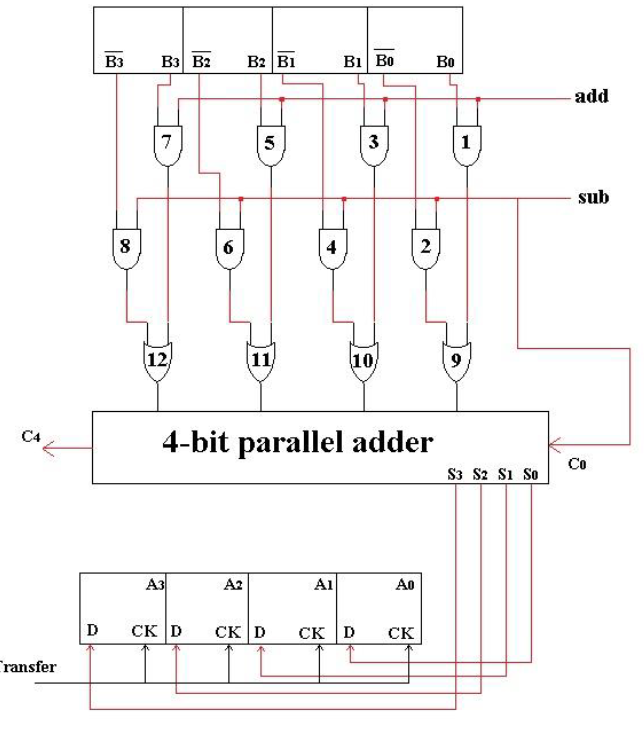 B̅3̅ B3 B̅2̅ B2 B̅1̅ B1 B̅0̅ B0
add
7 5 3 1
sub
8 6 4 2
12 11 10 9
C4
4-bit parallel adder
C0
S3 S2 S1 S0
A3 A2 A1 A0
D CK D CK D CK D CK
Transfer